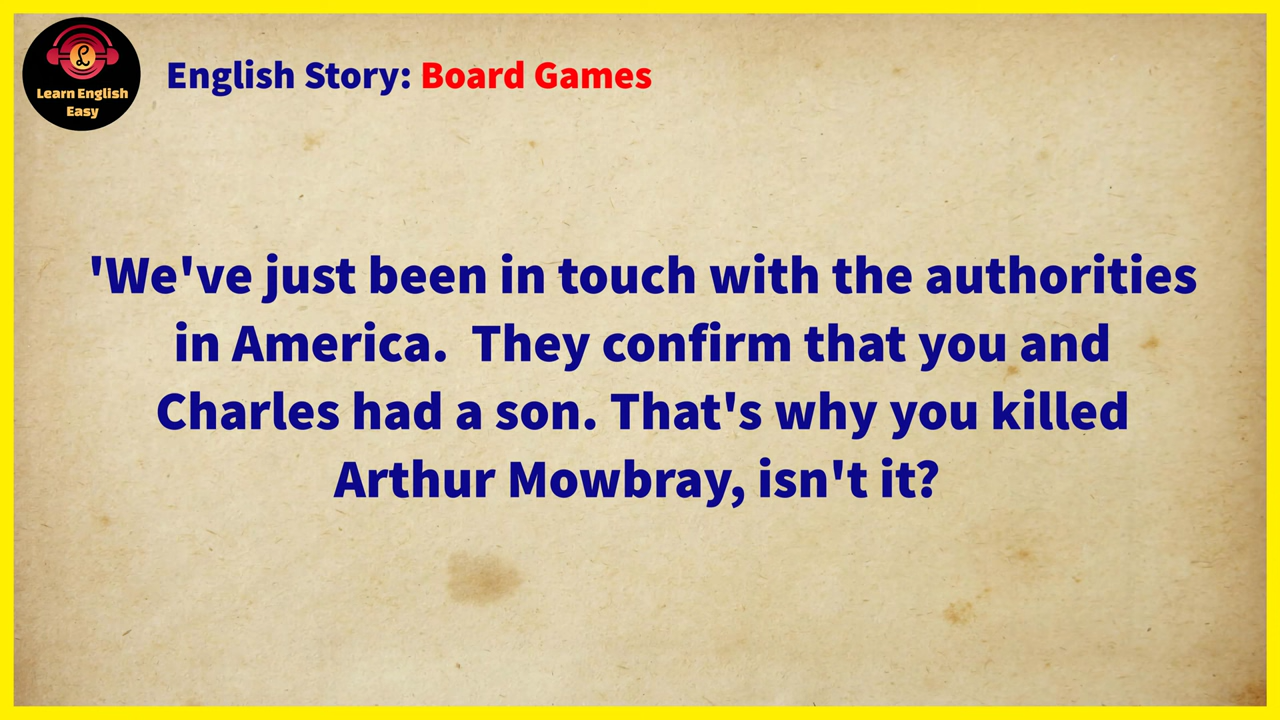 Learn English
Easy
English Story: Board Games
'We've just been in touch with the authorities
in America.  They confirm that you and
Charles had a son. That's why you killed
Arthur Mowbray, isn't it?